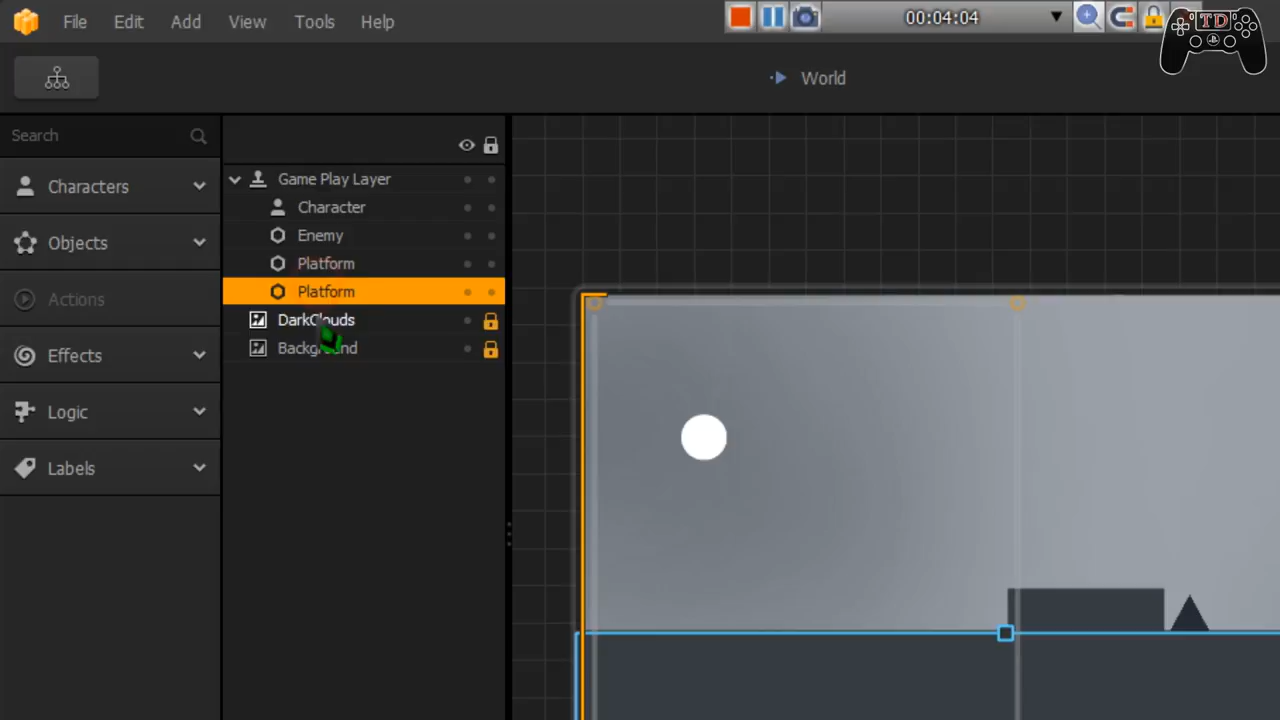 File Edit Add View Tools Help
00:04:04
TD
World
Search
Characters
Objects
Actions
Effects
Logic
Labels
Game Play Layer
Character
Enemy
Platform
Platform
DarkClouds
Background